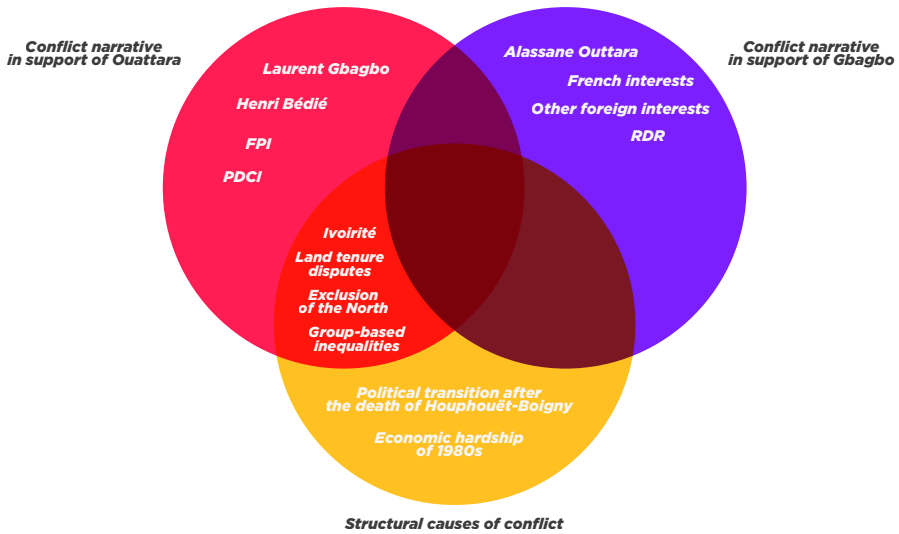 Conflict narrative
in support of Ouattara
Conflict narrative
in support of Gbagbo
Laurent Gbagbo
Henri Bédié
FPI
PDCI
Alassane Outtara
French interests
Other foreign interests
RDR
Ivoirité
Land tenure
disputes
Exclusion
of the North
Group-based
inequalities
Political transition after
the death of Houphouët-Boigny
Economic hardship
of 1980s
Structural causes of conflict